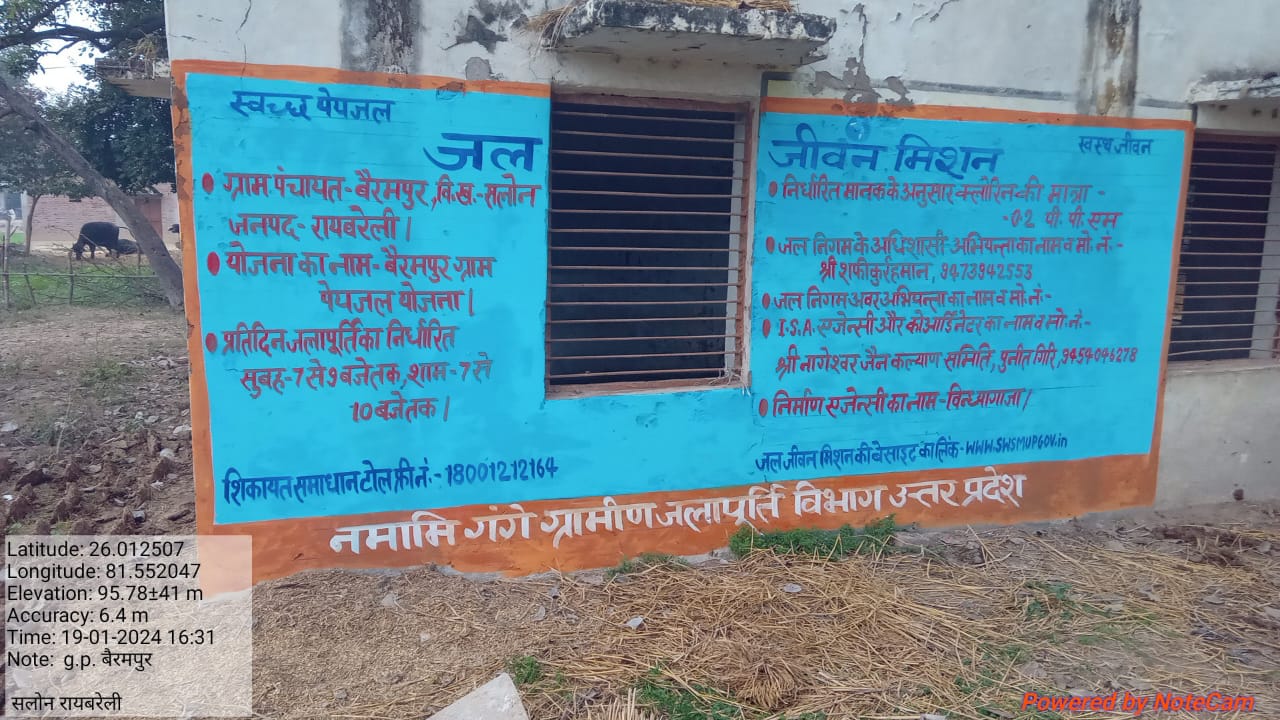 स्वच्छ पेयजल
जल
• ग्राम पंचायत- बैरमपुर, वि.ख.-सलोन
जनपद- रायबरेली |
• योजना का नाम- बैरमपुर ग्राम
पेयजल योजना |
• प्रतिदिन जलापूर्ति का निर्धारित
सुबह-7 से 9 बजे तक, शाम-7 से
10 बजे तक |
शिकायत समाधान टोल फ्री नं.- 18001212164
जीवन मिशन
स्वस्थ जीवन
• निर्धारित मानक के अनुसार क्लोरिन की मात्रा -
-02 पी. पी. एम
• जल निगम के अधिशासी अभियन्ता का नाम व मो. नं.-
श्री शफीकुर्रहमान, 9473942553
• जल निगम अवर अभियन्ता का नाम व मो. नं.-
• I.S.A. एजेन्सी और कोआर्डिनेटर का नाम व मो. नं.-
श्री नागेश्वर जैन कल्याण समिति, पुनीत गिरि, 9454046278
• निर्माण एजेन्सी का नाम - विन्ध्यागाजा |
जल जीवन मिशन की बेसाइट का लिंक - WWW.SWSMUPGOV.in
नमामि गंगे ग्रामीण जलापूर्ति विभाग उत्तर प्रदेश
Latitude: 26.012507
Longitude: 81.552047
Elevation: 95.78±41 m
Accuracy: 6.4 m
Time: 19-01-2024 16:31
Note: g.p. बैरमपुर
सलोन रायबरेली
Powered by NoteCam